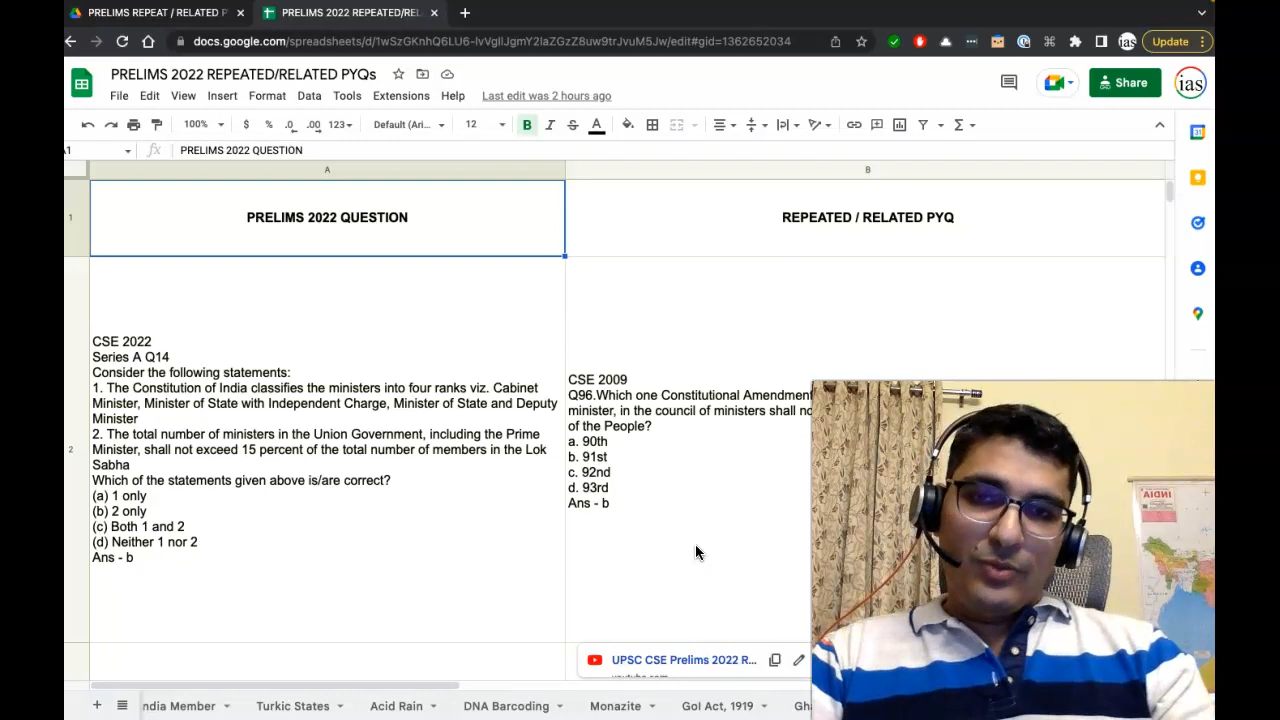 PRELIMS REPEAT / RELATED P
PRELIMS 2022 REPEATED/REL
docs.google.com/spreadsheets/d/1wSzGKnhQ6LU6-lvVgIlJgmY2IaZGzZ8uw9trJvuM5Jw/edit#gid=1362652034
Update
PRELIMS 2022 REPEATED/RELATED PYQs
File Edit View Insert Format Data Tools Extensions Help Last edit was 2 hours ago
Share
ias
100% $ % .0 .00 123 Default (Ari... 12 B I S A
A1 fx PRELIMS 2022 QUESTION
A B
1 PRELIMS 2022 QUESTION REPEATED / RELATED PYQ
2
CSE 2022
Series A Q14
Consider the following statements:
1. The Constitution of India classifies the ministers into four ranks viz. Cabinet
Minister, Minister of State with Independent Charge, Minister of State and Deputy
Minister
2. The total number of ministers in the Union Government, including the Prime
Minister, shall not exceed 15 percent of the total number of members in the Lok
Sabha
Which of the statements given above is/are correct?
(a) 1 only
(b) 2 only
(c) Both 1 and 2
(d) Neither 1 nor 2
Ans - b
CSE 2009
Q96.Which one Constitutional Amendment
minister, in the council of ministers shall
of the People?
a. 90th
b. 91st
c. 92nd
d. 93rd
Ans - b
UPSC CSE Prelims 2022 R...
INDIA
ndia Member Turkic States Acid Rain DNA Barcoding Monazite GoI Act, 1919